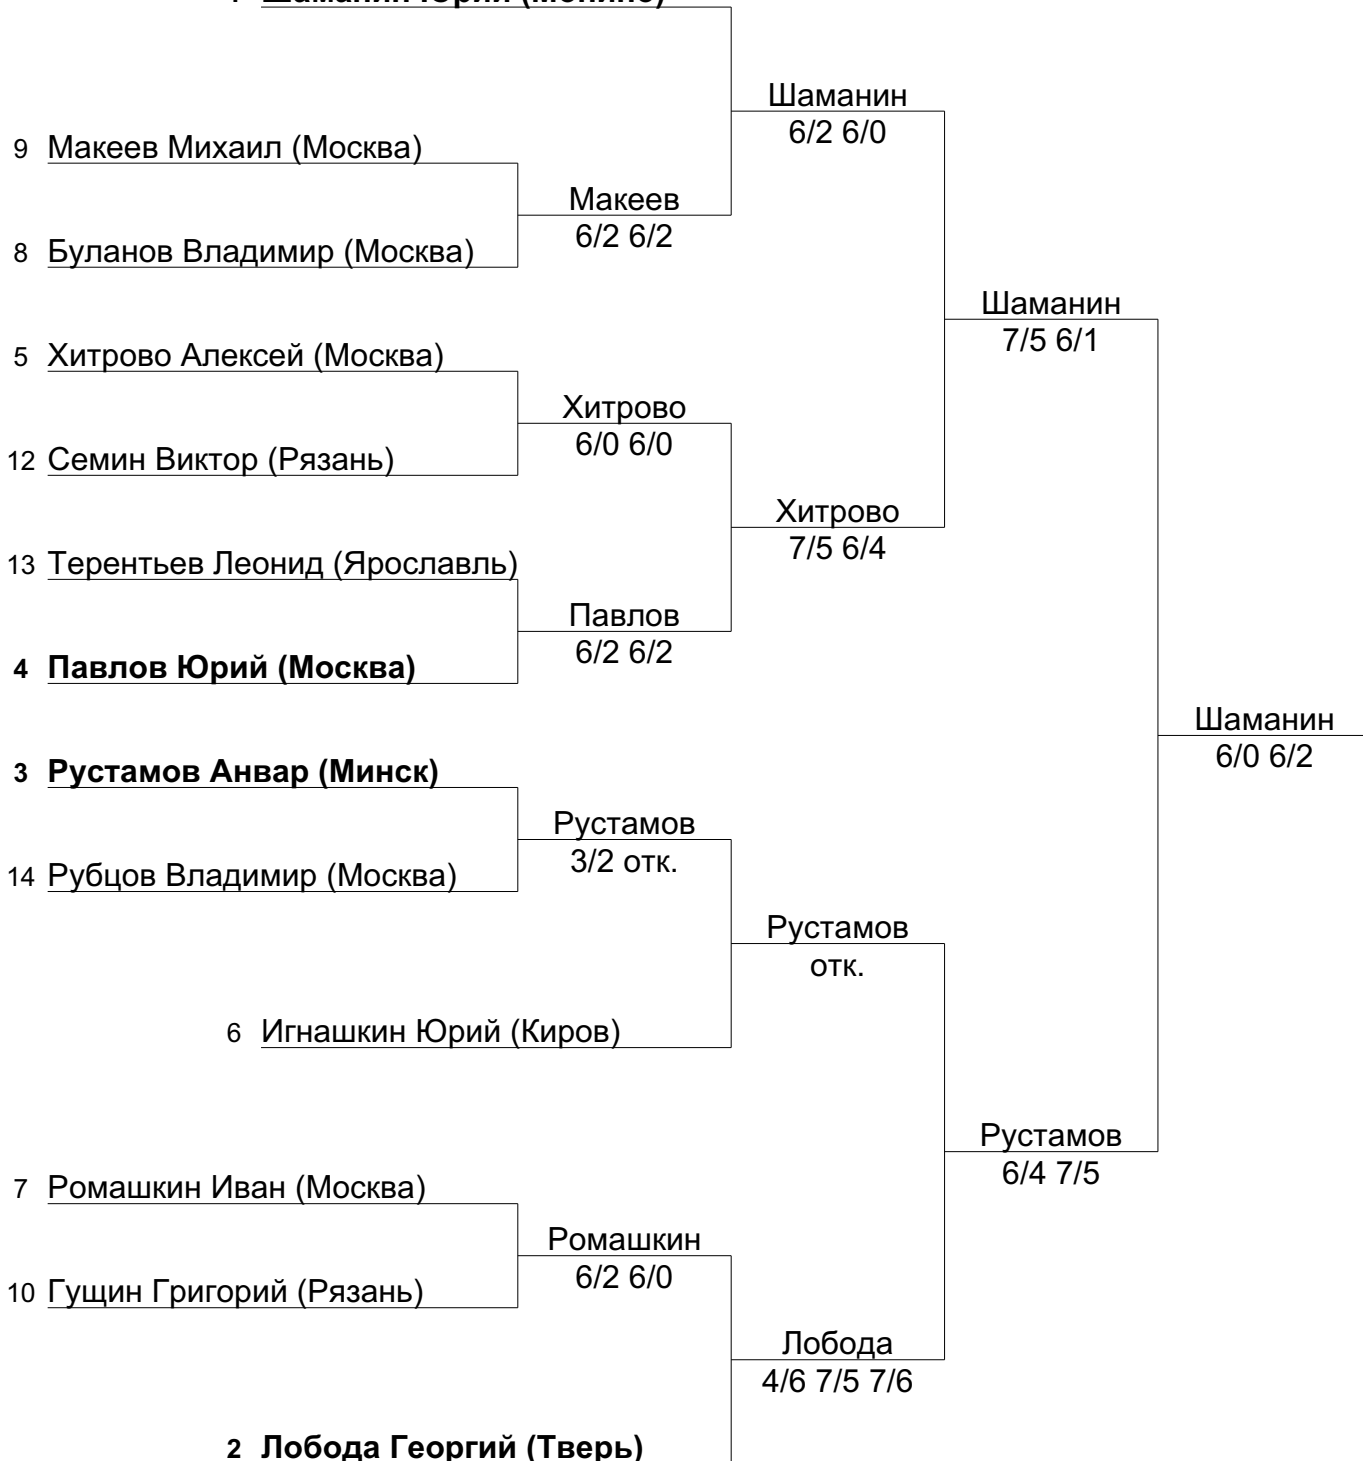 Шаманин Юрий (Монино)
Шаманин
6/2 6/0
9 Макеев Михаил (Москва)
Макеев
6/2 6/2
8 Буланов Владимир (Москва)
Шаманин
7/5 6/1
5 Хитрово Алексей (Москва)
Хитрово
6/0 6/0
12 Семин Виктор (Рязань)
Хитрово
7/5 6/4
13 Терентьев Леонид (Ярославль)
Павлов
6/2 6/2
4 Павлов Юрий (Москва)
Шаманин
6/0 6/2
3 Рустамов Анвар (Минск)
Рустамов
3/2 отк.
14 Рубцов Владимир (Москва)
Рустамов
отк.
6 Игнашкин Юрий (Киров)
Рустамов
6/4 7/5
7 Ромашкин Иван (Москва)
Ромашкин
6/2 6/0
10 Гущин Григорий (Рязань)
Лобода
4/6 7/5 7/6
2 Лобода Георгий (Тверь)